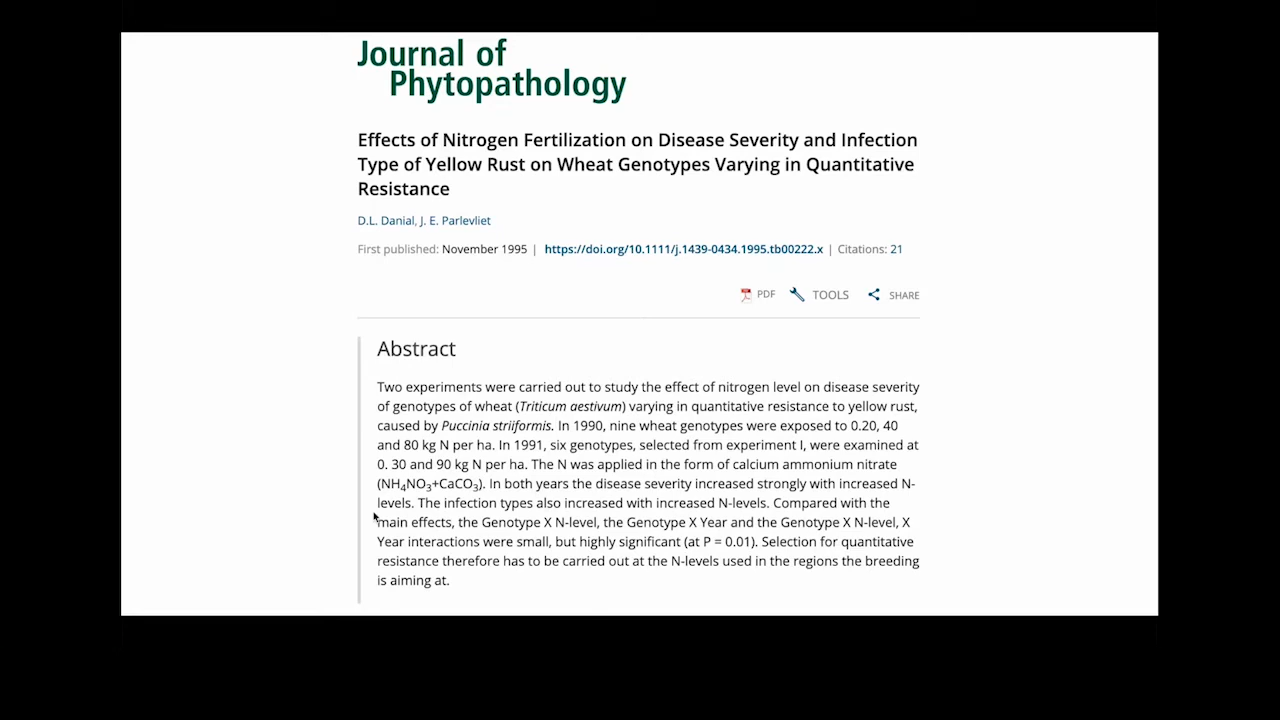 Journal of
Phytopathology
Effects of Nitrogen Fertilization on Disease Severity and Infection
Type of Yellow Rust on Wheat Genotypes Varying in Quantitative
Resistance
D.L. Danial, J. E. Parlevliet
First published: November 1995 | https://doi.org/10.1111/j.1439-0434.1995.tb00222.x | Citations: 21
PDF TOOLS SHARE
Abstract
Two experiments were carried out to study the effect of nitrogen level on disease severity
of genotypes of wheat (Triticum aestivum) varying in quantitative resistance to yellow rust,
caused by Puccinia striiformis. In 1990, nine wheat genotypes were exposed to 0.20, 40
and 80 kg N per ha. In 1991, six genotypes, selected from experiment I, were examined at
0. 30 and 90 kg N per ha. The N was applied in the form of calcium ammonium nitrate
(NH₄NO₃+CaCO₃). In both years the disease severity increased strongly with increased N-
levels. The infection types also increased with increased N-levels. Compared with the
main effects, the Genotype X N-level, the Genotype X Year and the Genotype X N-level, X
Year interactions were small, but highly significant (at P = 0.01). Selection for quantitative
resistance therefore has to be carried out at the N-levels used in the regions the breeding
is aiming at.